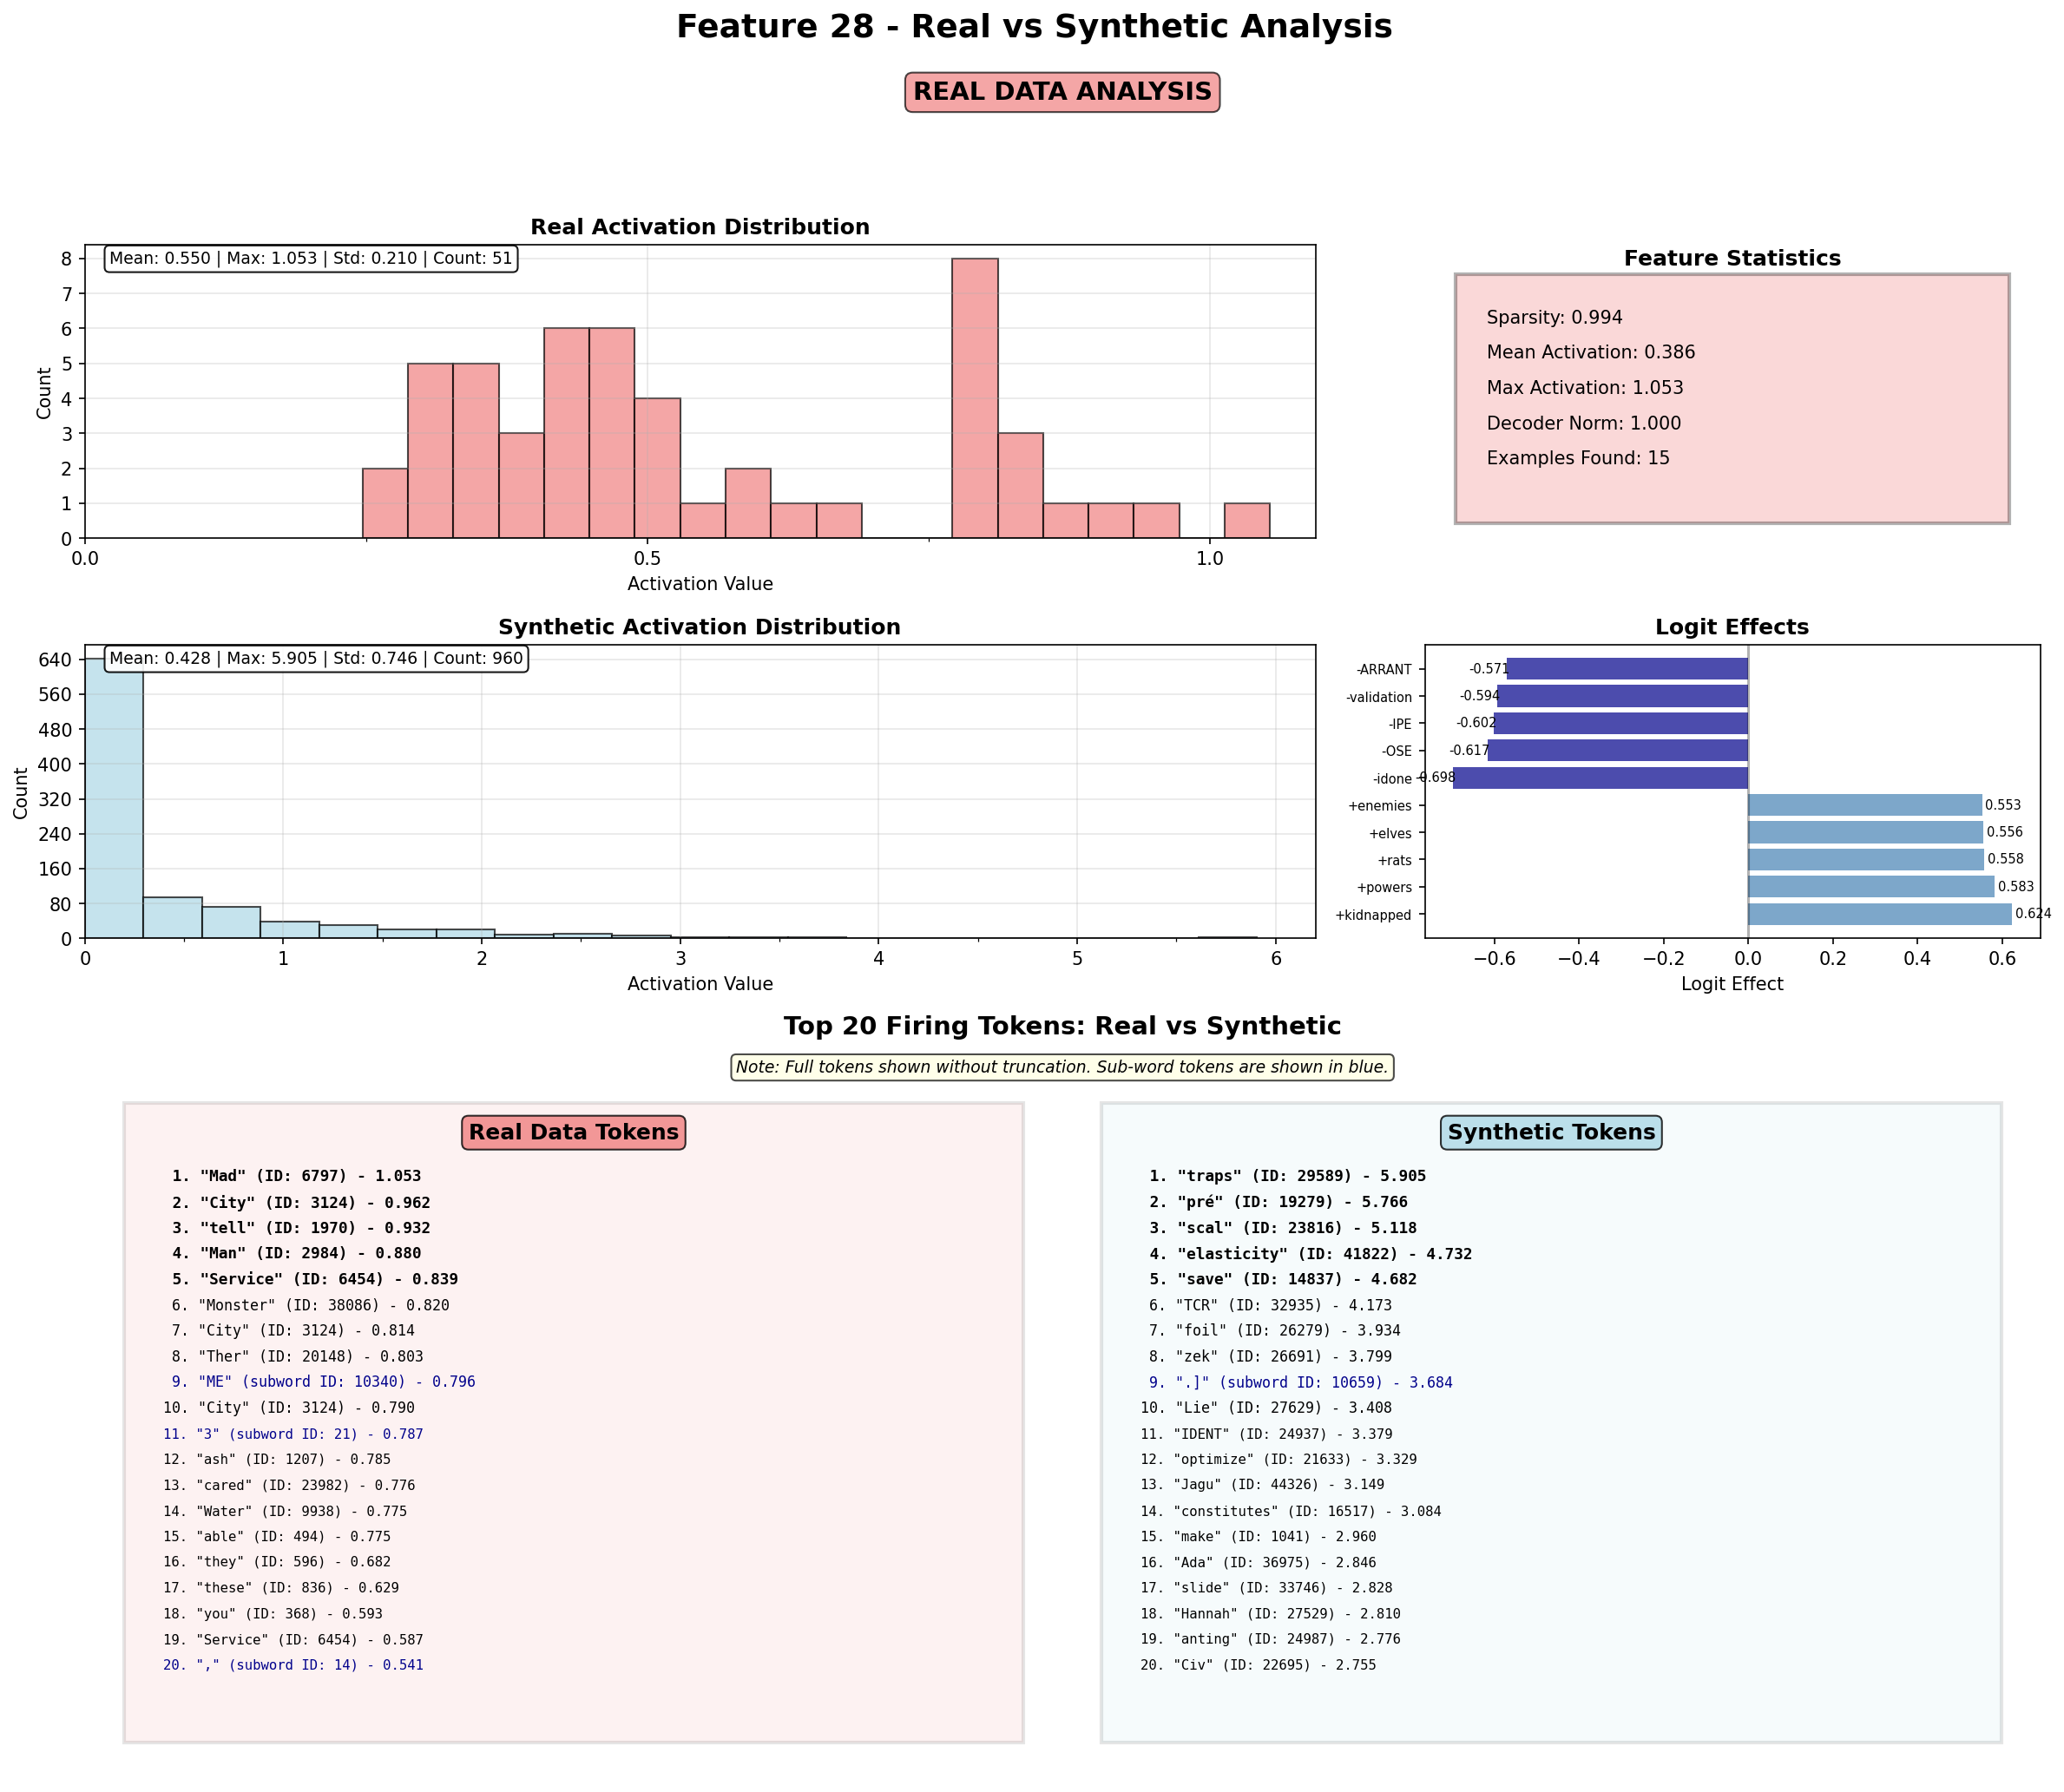 Feature 28 - Real vs Synthetic Analysis
REAL DATA ANALYSIS
Real Activation Distribution
Mean: 0.550 | Max: 1.053 | Std: 0.210 | Count: 51
8
7
6
5
4
3
2
1
0
Count
0.0
0.5
1.0
Activation Value
Feature Statistics
Sparsity: 0.994
Mean Activation: 0.386
Max Activation: 1.053
Decoder Norm: 1.000
Examples Found: 15
Synthetic Activation Distribution
Mean: 0.428 | Max: 5.905 | Std: 0.746 | Count: 960
640
560
480
400
320
240
160
80
0
Count
0
1
2
3
4
5
6
Activation Value
Logit Effects
-ARRANT -0.571
-validation -0.594
-IPE -0.602
-OSE -0.617
-idone -0.698
+enemies 0.553
+elves 0.556
+rats 0.558
+powers 0.583
+kidnapped 0.624
−0.6
−0.4
−0.2
0.0
0.2
0.4
0.6
Logit Effect
Top 20 Firing Tokens: Real vs Synthetic
Note: Full tokens shown without truncation. Sub-word tokens are shown in blue.
Real Data Tokens
1. "Mad" (ID: 6797) - 1.053
2. "City" (ID: 3124) - 0.962
3. "tell" (ID: 1970) - 0.932
4. "Man" (ID: 2984) - 0.880
5. "Service" (ID: 6454) - 0.839
6. "Monster" (ID: 38086) - 0.820
7. "City" (ID: 3124) - 0.814
8. "Ther" (ID: 20148) - 0.803
9. "ME" (subword ID: 10340) - 0.796
10. "City" (ID: 3124) - 0.790
11. "3" (subword ID: 21) - 0.787
12. "ash" (ID: 1207) - 0.785
13. "cared" (ID: 23982) - 0.776
14. "Water" (ID: 9938) - 0.775
15. "able" (ID: 494) - 0.775
16. "they" (ID: 596) - 0.682
17. "these" (ID: 836) - 0.629
18. "you" (ID: 368) - 0.593
19. "Service" (ID: 6454) - 0.587
20. "," (subword ID: 14) - 0.541
Synthetic Tokens
1. "traps" (ID: 29589) - 5.905
2. "pré" (ID: 19279) - 5.766
3. "scal" (ID: 23816) - 5.118
4. "elasticity" (ID: 41822) - 4.732
5. "save" (ID: 14837) - 4.682
6. "TCR" (ID: 32935) - 4.173
7. "foil" (ID: 26279) - 3.934
8. "zek" (ID: 26691) - 3.799
9. ".]" (subword ID: 10659) - 3.684
10. "Lie" (ID: 27629) - 3.408
11. "IDENT" (ID: 24937) - 3.379
12. "optimize" (ID: 21633) - 3.329
13. "Jagu" (ID: 44326) - 3.149
14. "constitutes" (ID: 16517) - 3.084
15. "make" (ID: 1041) - 2.960
16. "Ada" (ID: 36975) - 2.846
17. "slide" (ID: 33746) - 2.828
18. "Hannah" (ID: 27529) - 2.810
19. "anting" (ID: 24987) - 2.776
20. "Civ" (ID: 22695) - 2.755